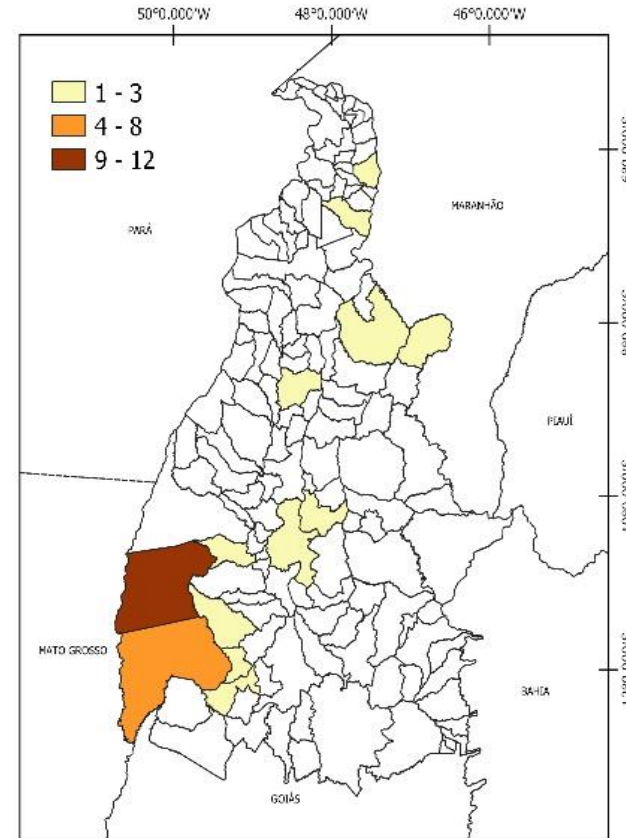 50°0.000'W 48°0.000'W 46°0.000'W
1 - 3
4 - 8
9 - 12
MARANHÃO
PARÁ
PIAUÍ
MATO GROSSO
BAHIA
GOIÁS